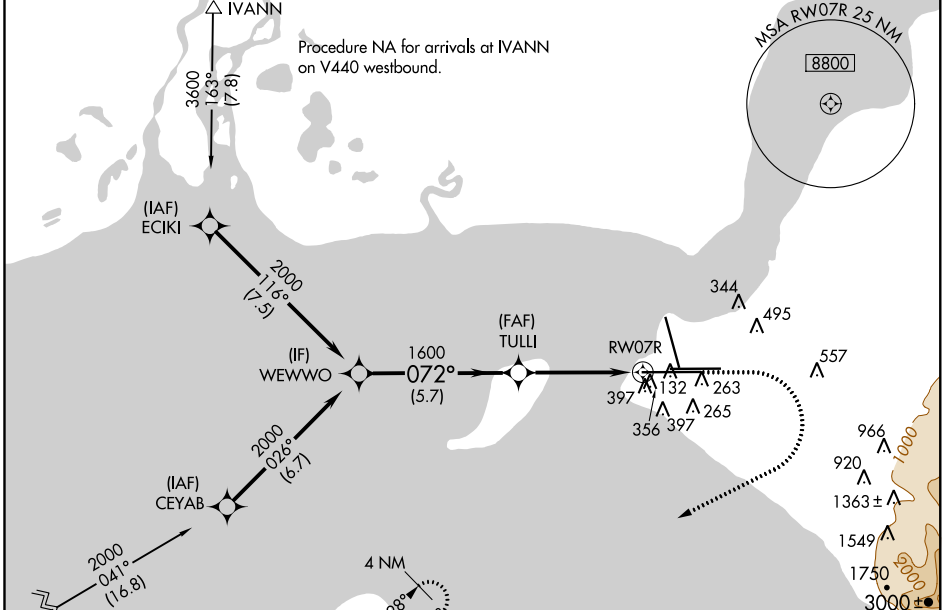 IVANN
Procedure NA for arrivals at IVANN
on V440 westbound.
MSA RW07R 25 NM
8800
3600
163°
(7.8)
(IAF)
ECIKI
2000
116°
(7.5)
(IF)
WEWWO
1600
072°
(5.7)
(FAF)
TULLI
RW07R
344
495
557
132
263
397
356
397
265
966
920
1363 ±
1549
1750
3000 ±
1000
2000
2000
026°
(6.7)
(IAF)
CEYAB
2000
041°
(16.8)
4 NM